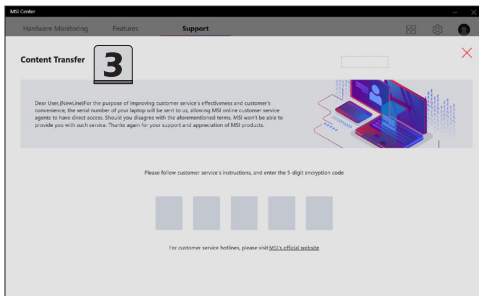 MSI Center
Hardware Monitoring Features Support
Content Transfer
3
Dear User,|NewLine|For the purpose of improving customer service's effectiveness and customer's
convenience, the serial number of your laptop will be sent to us, allowing MSI online customer service
agents to have direct access. Should you disagree with the aforementioned terms, MSI won't be able to
provide you with such service. Thanks again for your support and appreciation of MSI products.
Please follow customer service's instructions, and enter the 5-digit encryption code
For customer service hotlines, please visit MSI's official website